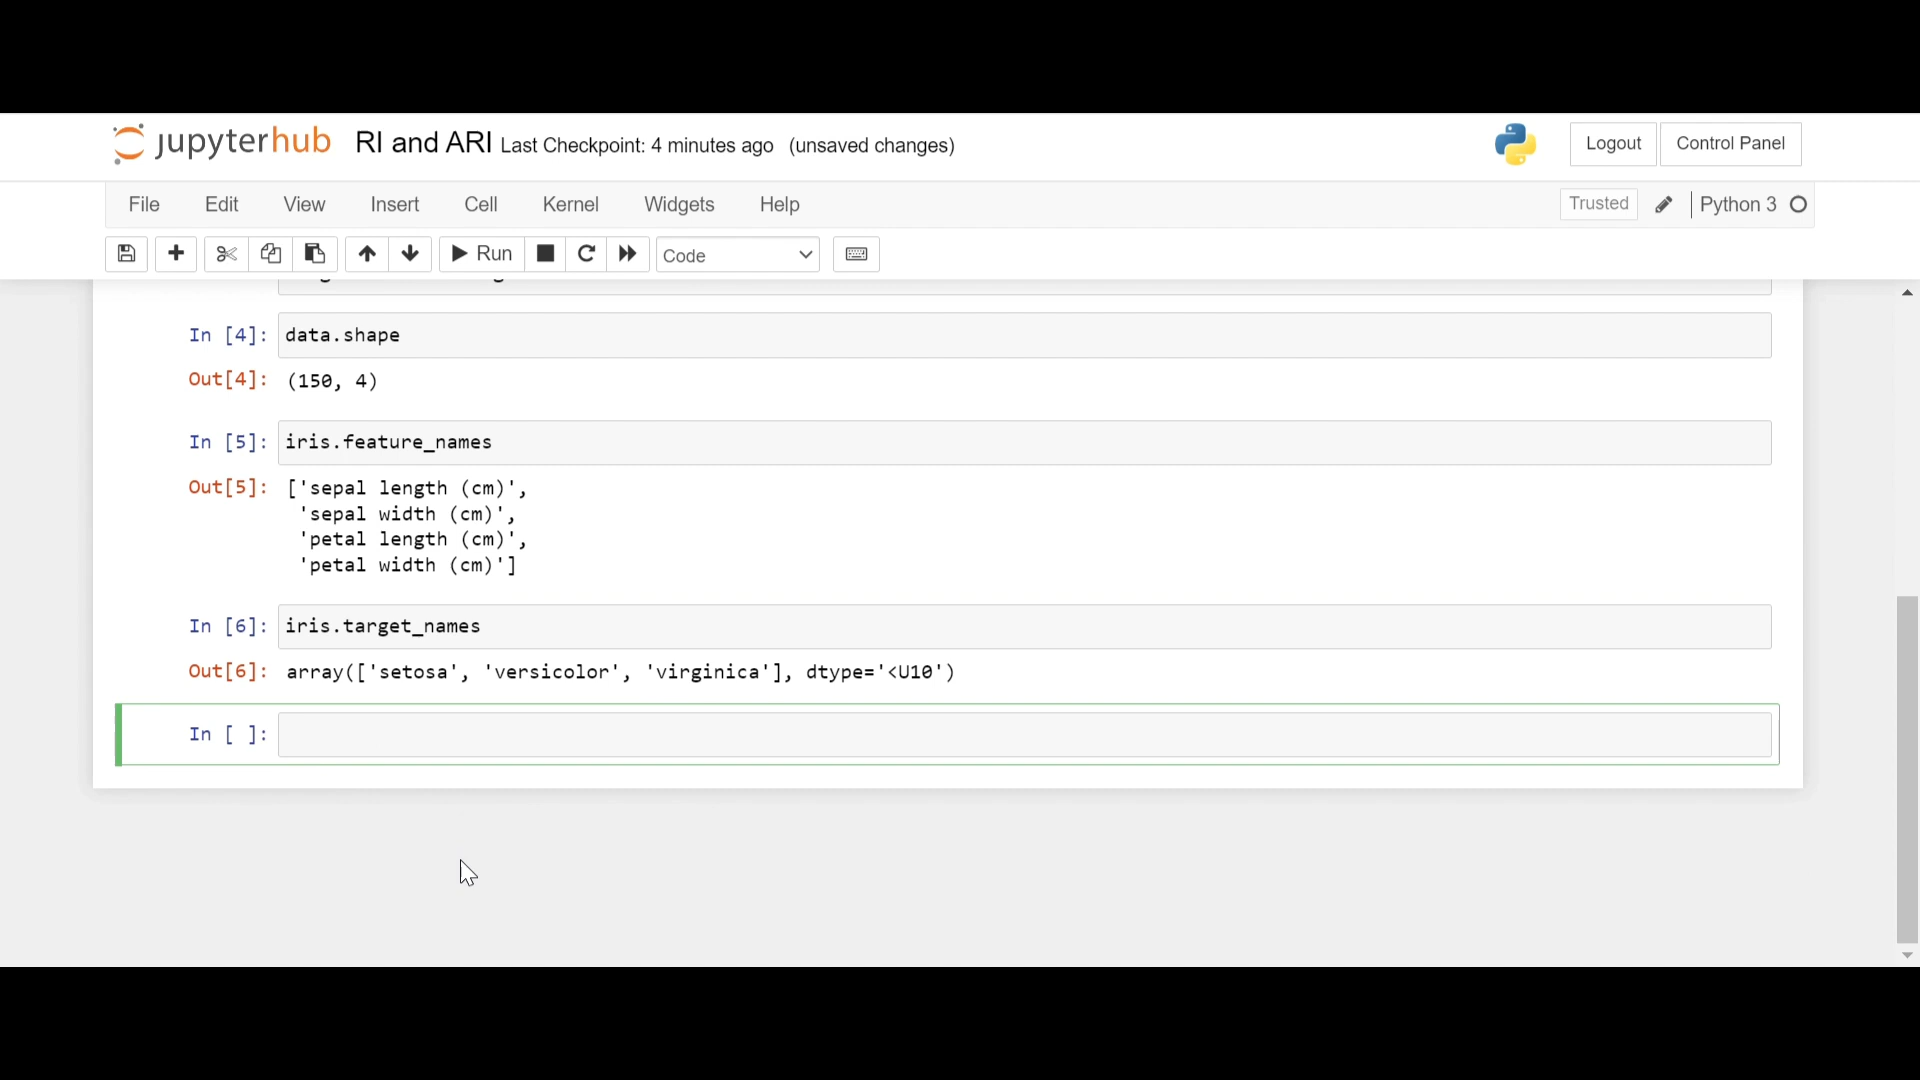 jupyterhub RI and ARI Last Checkpoint: 4 minutes ago (unsaved changes) Logout Control Panel
File Edit View Insert Cell Kernel Widgets Help Trusted Python 3
Run Code
In [4]: data.shape
Out[4]: (150, 4)
In [5]: iris.feature_names
Out[5]: ['sepal length (cm)',
'sepal width (cm)',
'petal length (cm)',
'petal width (cm)']
In [6]: iris.target_names
Out[6]: array(['setosa', 'versicolor', 'virginica'], dtype='<U10')
In [ ]: